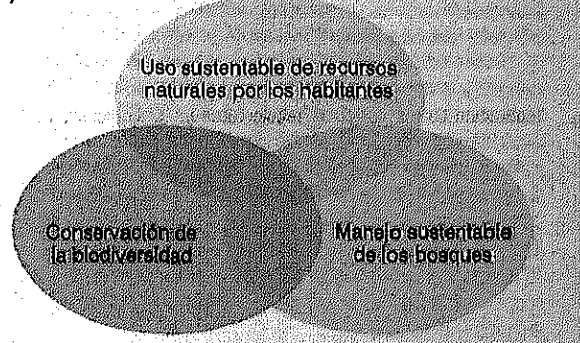 Uso sustentable de recursos
naturales por los habitantes
Conservación de
la biodiversidad
Manejo sustentable
de los bosques